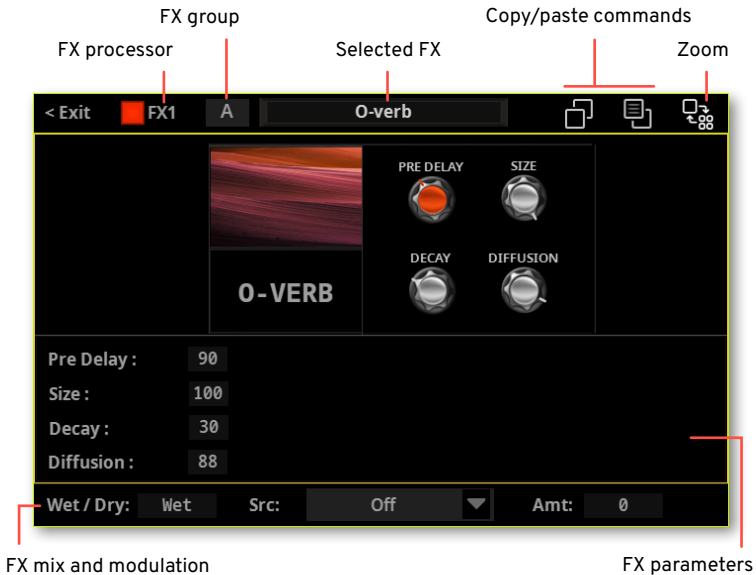 FX group
Copy/paste commands
FX processor
Selected FX
Zoom
< Exit
FX1
A
O-verb
PRE DELAY
SIZE
DECAY
DIFFUSION
O-VERB
Pre Delay : 90
Size : 100
Decay : 30
Diffusion : 88
Wet / Dry: Wet Src: Off Amt: 0
FX mix and modulation
FX parameters